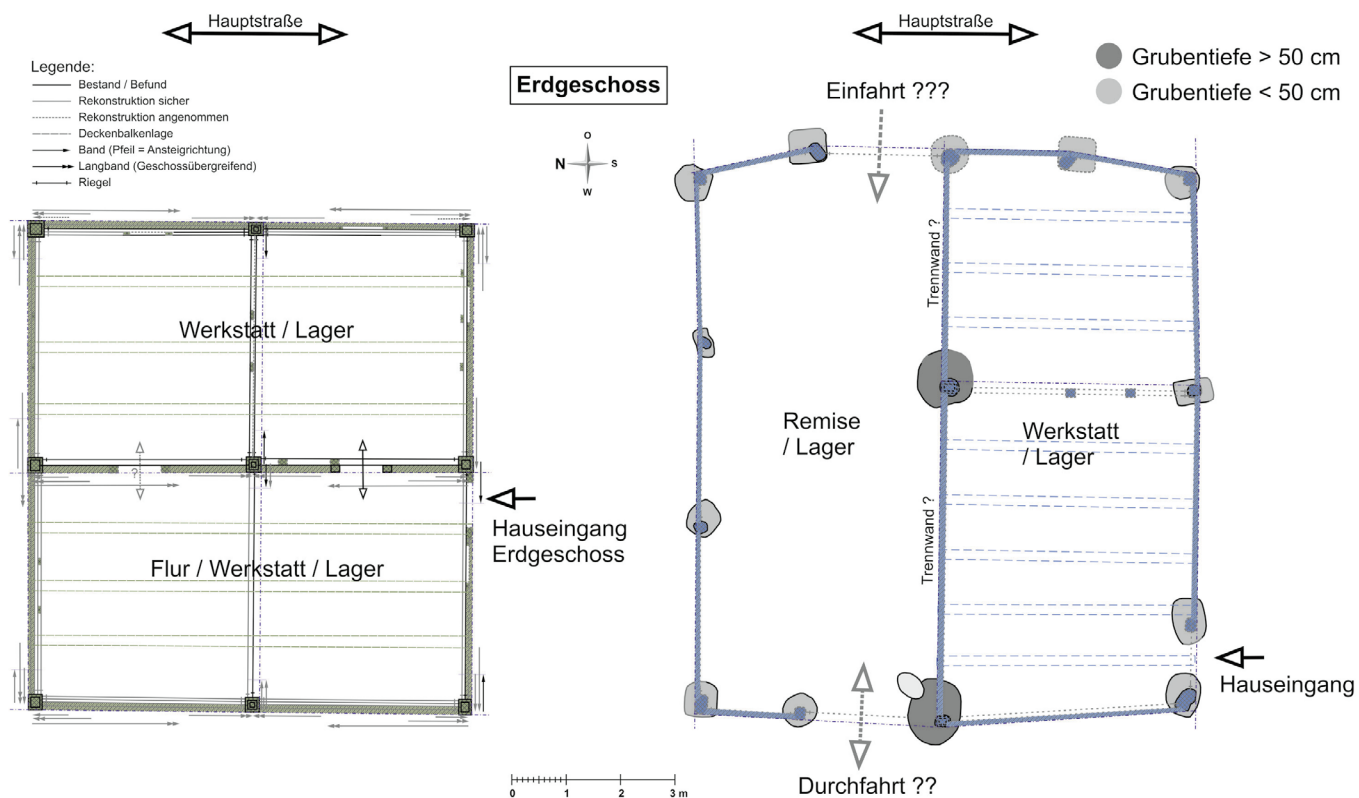 Hauptstraße
Legende:
Bestand / Befund
Rekonstruktion sicher
Rekonstruktion angenommen
Deckenbalkenlage
Band (Pfeil = Ansteigrichtung)
Langband (Geschossübergreifend)
Riegel
Erdgeschoss
O
N
S
W
Hauptstraße
Grubentiefe > 50 cm
Grubentiefe < 50 cm
Einfahrt ???
Werkstatt / Lager
Trennwand ?
Remise
/ Lager
Werkstatt
/ Lager
?
Hauseingang
Erdgeschoss
Flur / Werkstatt / Lager
Trennwand ?
Hauseingang
Durchfahrt ??
0 1 2 3 m